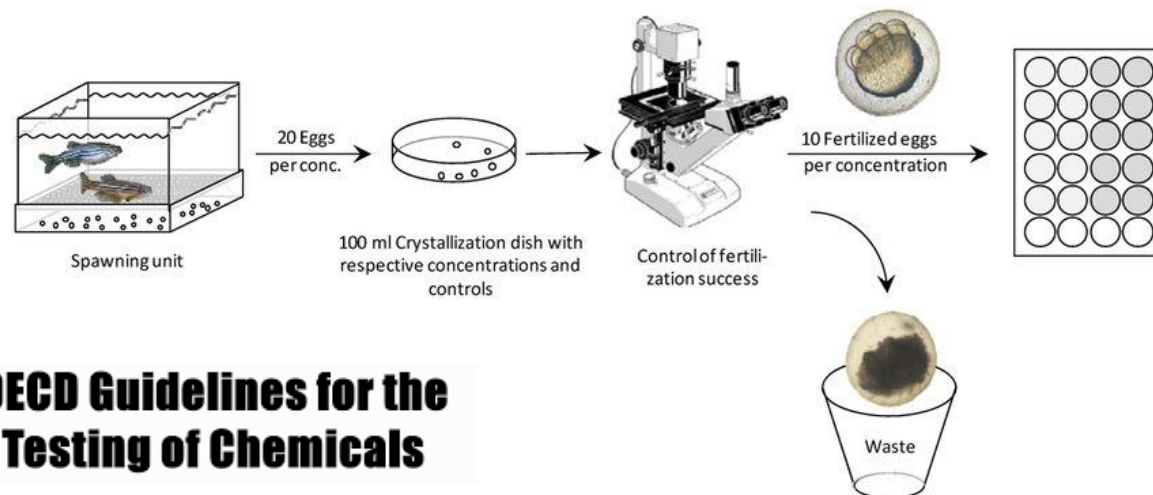 20 Eggs
per conc.
Spawning unit
100 ml Crystallization dish with
respective concentrations and
controls
Control of fertili-
zation success
10 Fertilized eggs
per concentration
Waste
OECD Guidelines for the
Testing of Chemicals